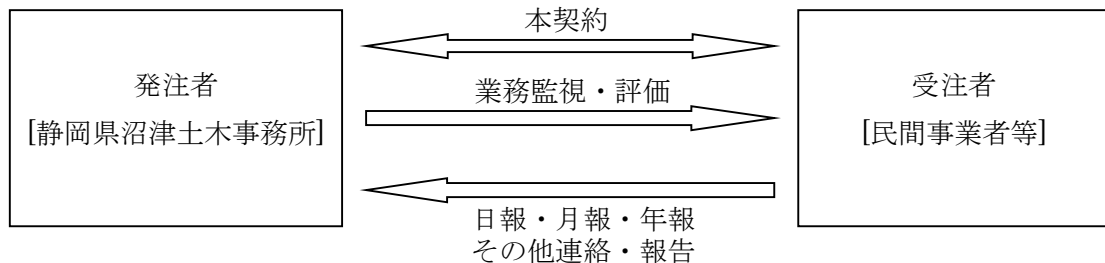 本契約
発注者
[静岡県沼津土木事務所]
業務監視・評価
受注者
[民間事業者等]
日報・月報・年報
その他連絡・報告